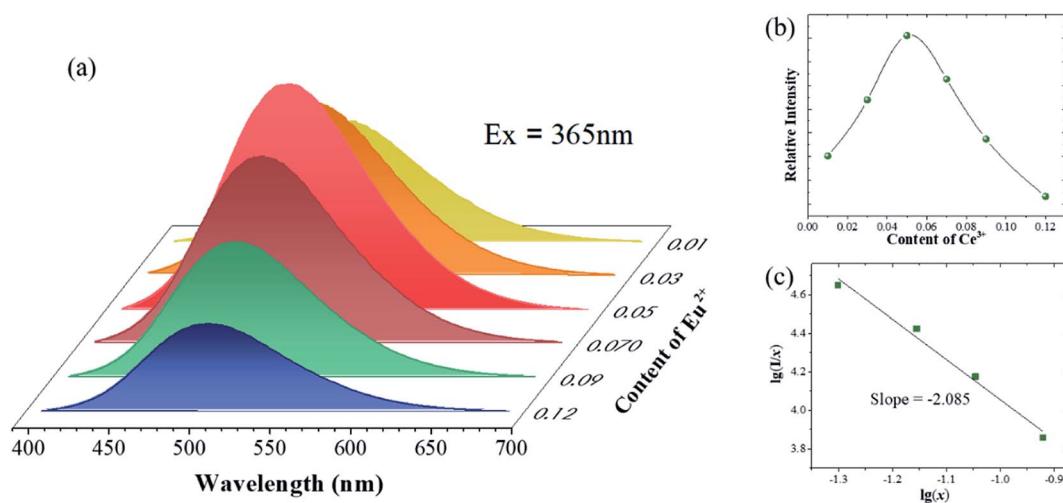 (a)
Ex = 365nm
0.01
0.03
0.05
0.070
0.09
0.12
Content of Eu²⁺
400 450 500 550 600 650 700
Wavelength (nm)
(b)
Relative Intensity
0.00 0.02 0.04 0.06 0.08 0.10 0.12
Content of Ce³⁺
(c)
4.6
4.4
4.2
4.0
3.8
lg(I/x)
Slope = -2.085
-1.3 -1.2 -1.1 -1.0 -0.9
lg(x)